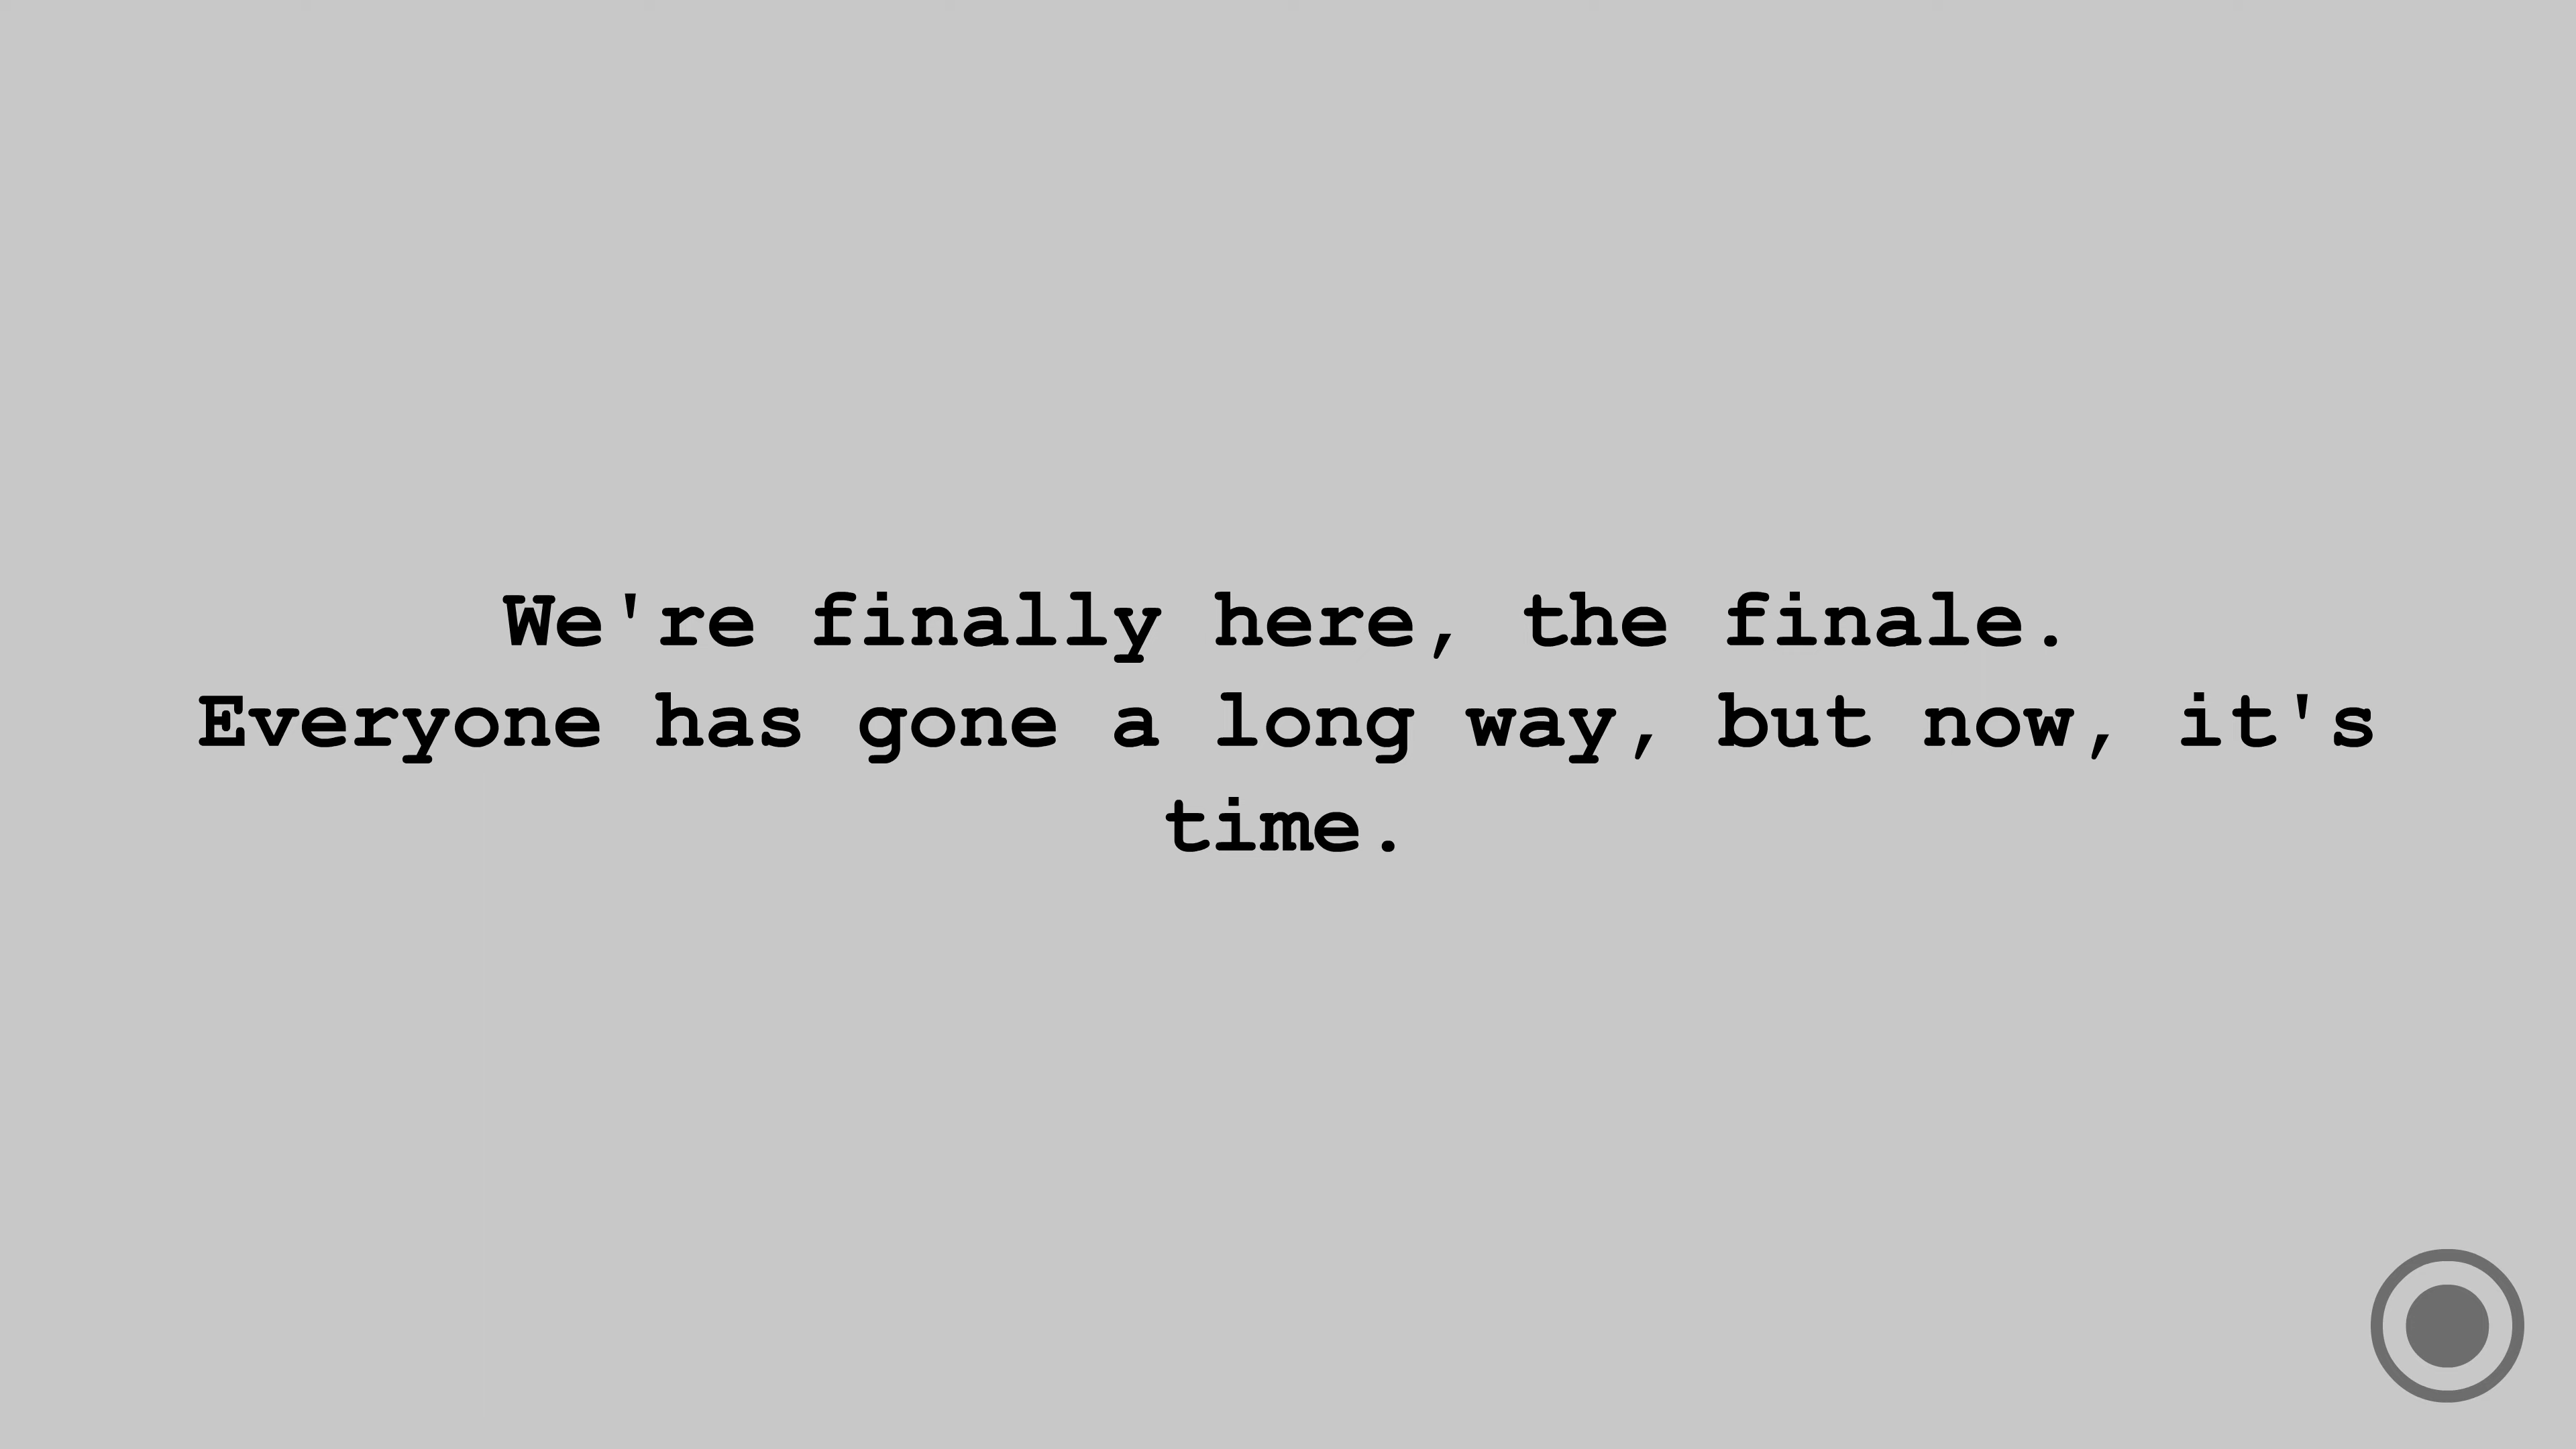 We're finally here, the finale.
Everyone has gone a long way, but now, it's
time.